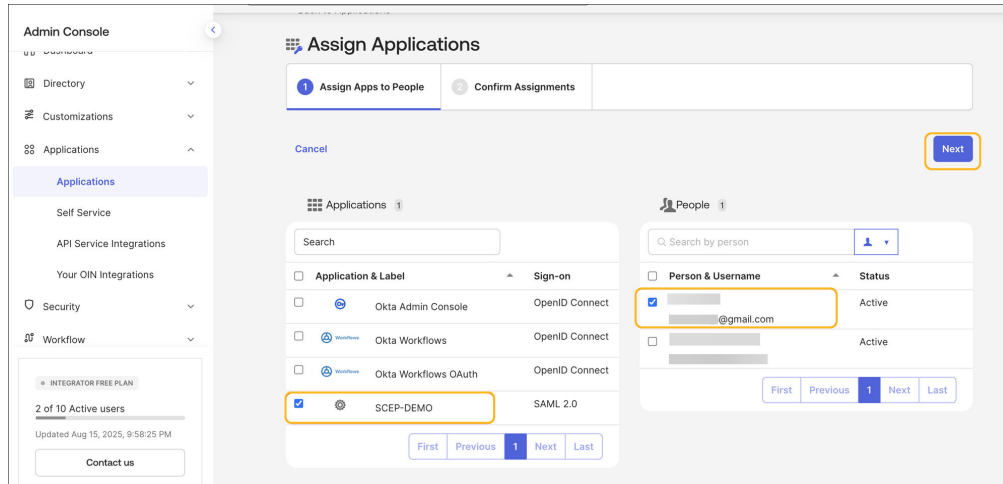 Admin Console
Dashboard
Directory
Customizations
Applications
Applications
Self Service
API Service Integrations
Your OIN Integrations
Security
Workflow
INTEGRATOR FREE PLAN
2 of 10 Active users
Updated Aug 15, 2025, 9:58:25 PM
Contact us
Back to Applications
Assign Applications
1 Assign Apps to People
2 Confirm Assignments
Cancel
Next
Applications 1
Search
Application & Label Sign-on
Okta Admin Console OpenID Connect
Workflows Okta Workflows OpenID Connect
Workflows Okta Workflows OAuth OpenID Connect
SCEP-DEMO SAML 2.0
First Previous 1 Next Last
People 1
Search by person
Person & Username Status
Active
@gmail.com
Active
First Previous 1 Next Last